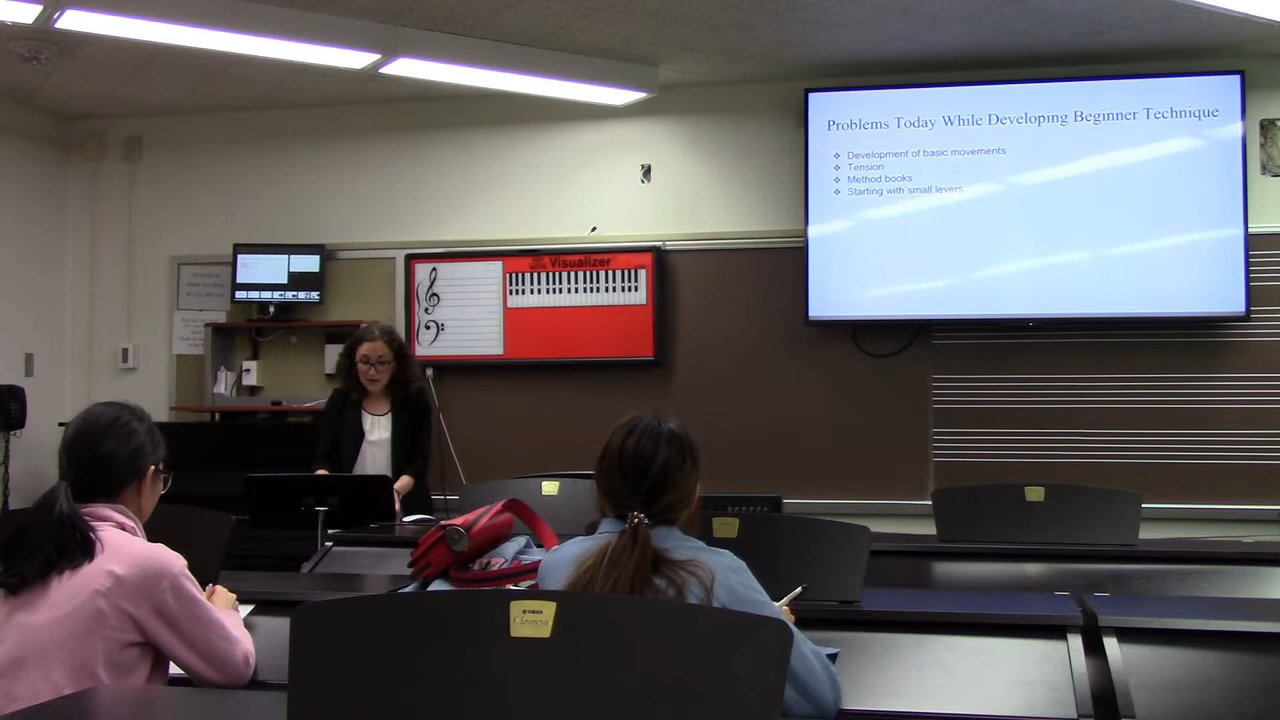 Problems Today While Developing Beginner Technique
❖ Development of basic movements
❖ Tension
❖ Method books
❖ Starting with small levers
Visualizer
YAMAHA
Clavinova